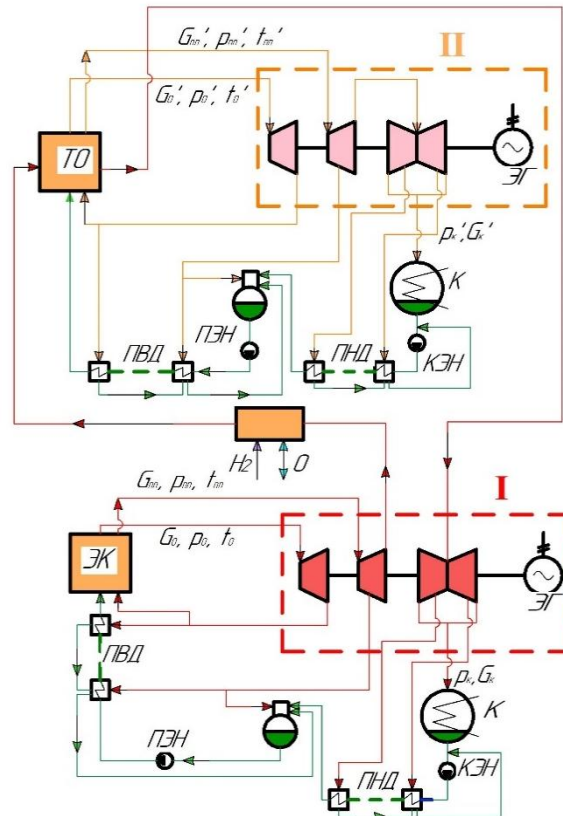 Gпп′, pпп′, tпп′
II
G0′, p0′, t0′
ТО
ЭГ
pк′, Gк′
К
ПЭН
ПВД
ПНД
КЭН
H2
O
Gпп, pпп, tпп
I
G0, p0, t0
ЭК
ЭГ
ПВД
pк, Gк
К
ПЭН
КЭН
ПНД